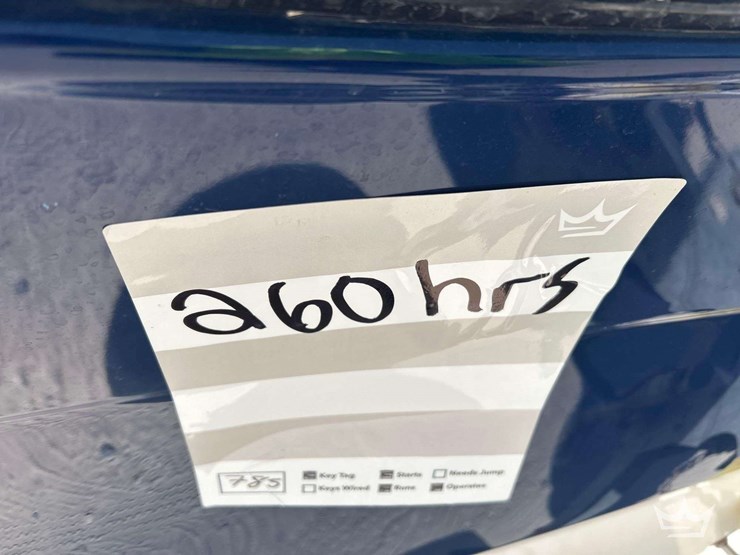 260 hrs
785
Key Tag Starts Needs Jump
Keys Wired Runs Operates